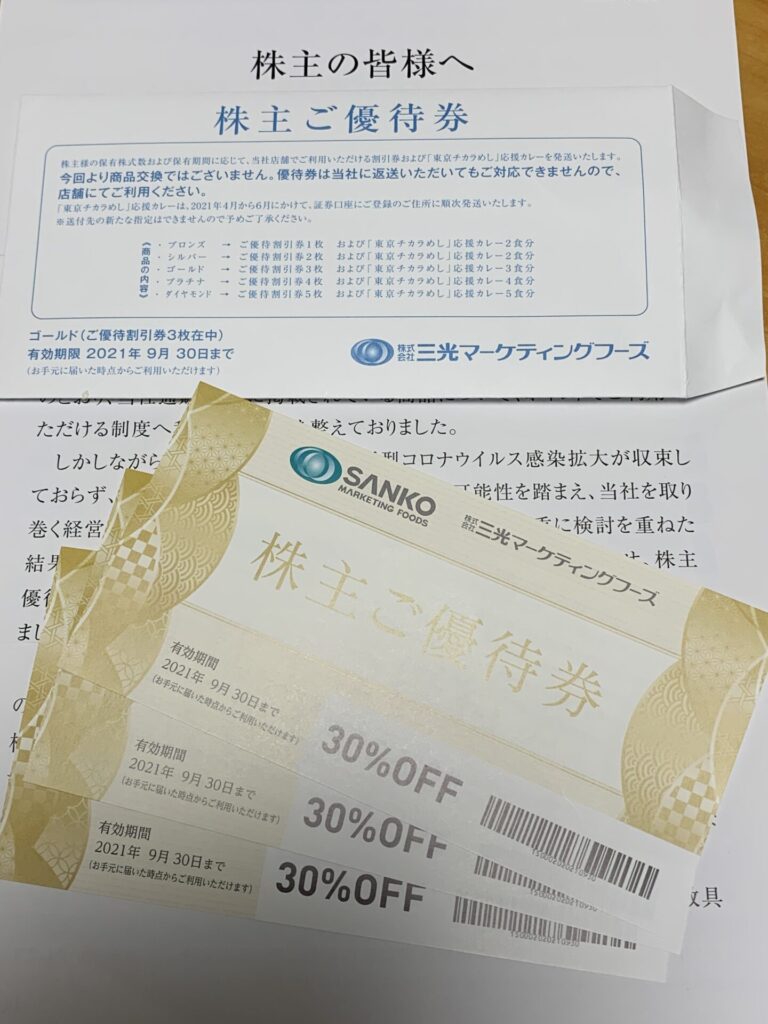 株主の皆様へ
株主ご優待券
株主様の保有株式数および保有期間に応じて、当社店舗でご利用いただける割引券および「東京チカラめし」応援カレーを発送いたします。
今回より商品交換ではございません。優待券は当社に返送いただいてもご対応できませんので、
店舗にてご利用ください。
「東京チカラめし」応援カレーは、2021年4月から6月にかけて、証券口座にご登録のご住所に順次発送いたします。
※送付先の新たな指定はできませんので予めご了承ください。
《商品の内容》
・ブロンズ → ご優待割引券1枚 および「東京チカラめし」応援カレー2食分
・シルバー → ご優待割引券2枚 および「東京チカラめし」応援カレー2食分
・ゴールド → ご優待割引券3枚 および「東京チカラめし」応援カレー3食分
・プラチナ → ご優待割引券4枚 および「東京チカラめし」応援カレー4食分
・ダイヤモンド → ご優待割引券5枚 および「東京チカラめし」応援カレー5食分
ゴールド(ご優待割引券3枚在中)
有効期限 2021年9月30日まで
(お手元に届いた時点からご利用いただけます)
株式会社三光マーケティングフーズ
ただける制度へ
を整えておりました。
しかしながら
型コロナウイルス感染拡大が収束し
ておらず、
可能性を踏まえ、当社を取り
巻く経営
重に検討を重ねた
結果
株主
優待
まし
SANKO
MARKETING FOODS
株式会社三光マーケティングフーズ
株主ご優待券
有効期間
2021年 9月30日まで
(お手元に届いた時点からご利用いただけます)
30%OFF
1500020210930
有効期間
2021年 9月30日まで
(お手元に届いた時点からご利用いただけます)
30%OFF
有効期間
2021年 9月30日まで
(お手元に届いた時点からご利用いただけます)
30%OFF
敬具